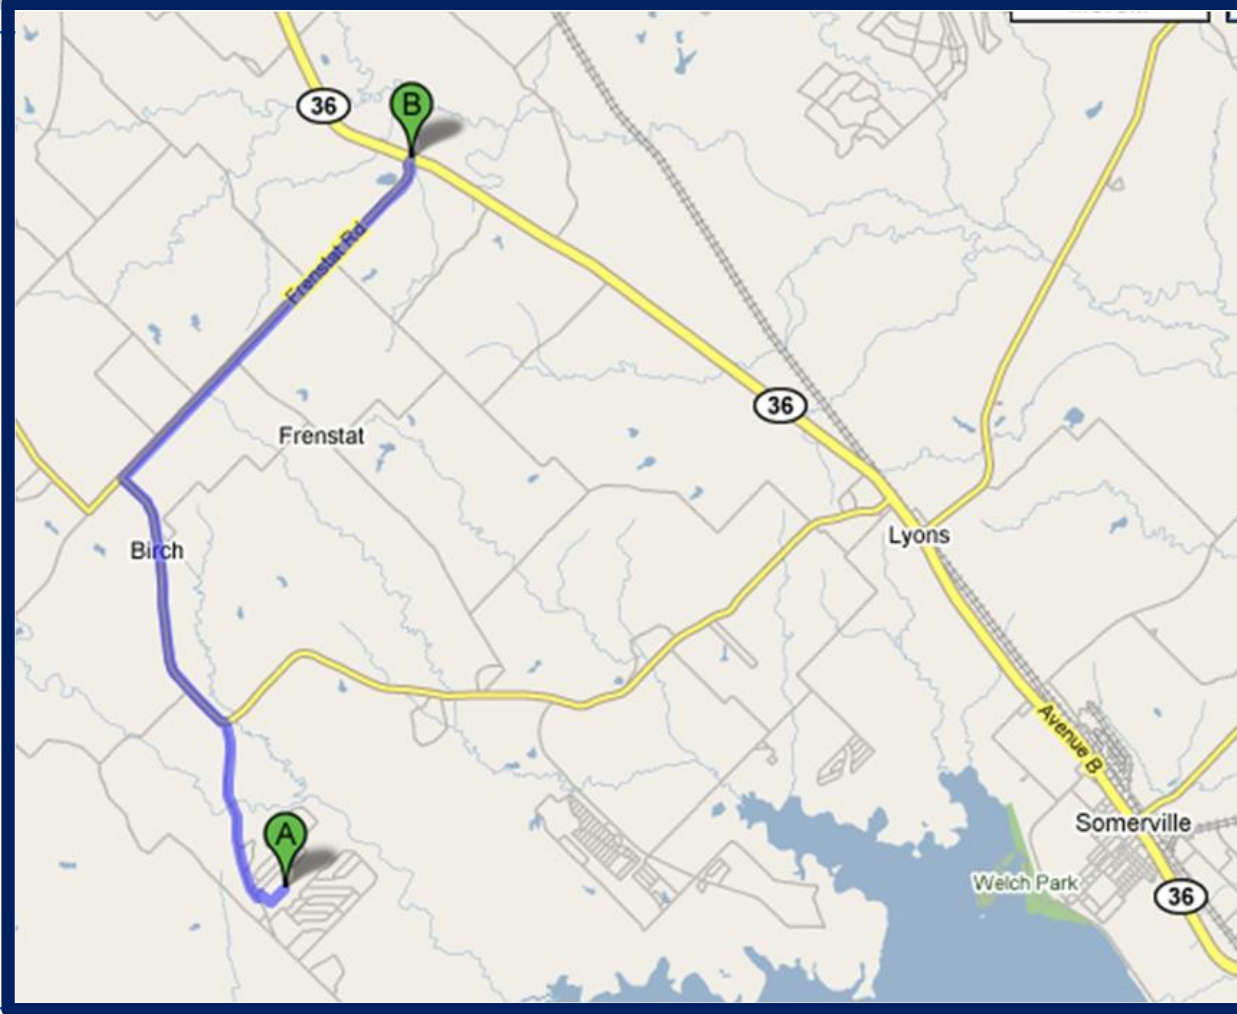 36
B
Frenstat Rd
36
Frenstat
Lyons
Birch
Avenue B
Somerville
A
Welch Park
36